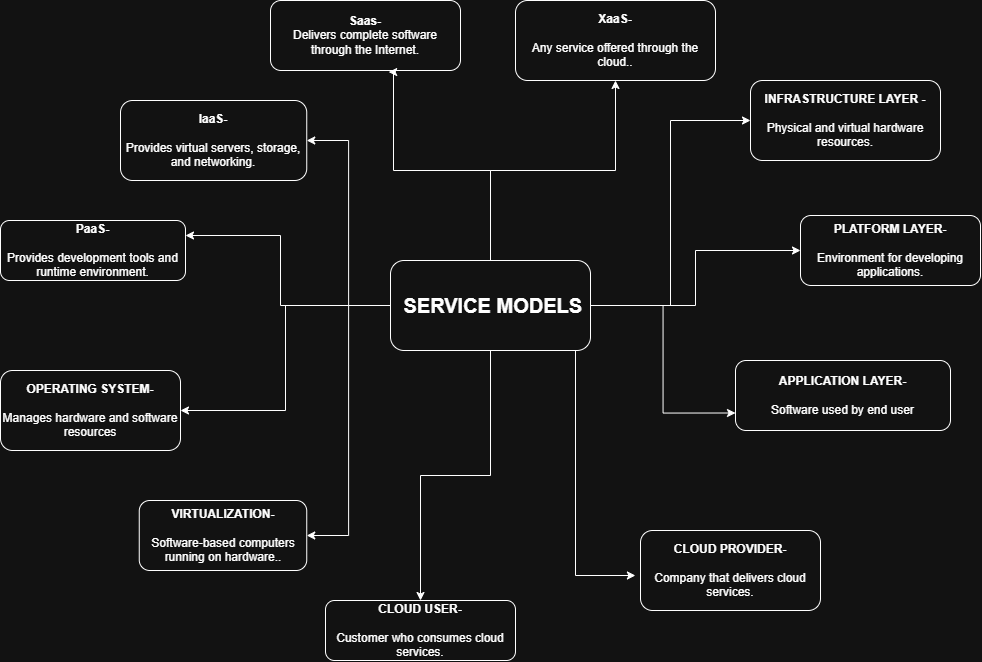 Saas-
Delivers complete software
through the Internet.
XaaS-
Any service offered through the
cloud..
INFRASTRUCTURE LAYER -
Physical and virtual hardware
resources.
IaaS-
Provides virtual servers, storage,
and networking.
PaaS-
Provides development tools and
runtime environment.
PLATFORM LAYER-
Environment for developing
applications.
SERVICE MODELS
OPERATING SYSTEM-
Manages hardware and software
resources
APPLICATION LAYER-
Software used by end user
VIRTUALIZATION-
Software-based computers
running on hardware..
CLOUD PROVIDER-
Company that delivers cloud
services.
CLOUD USER-
Customer who consumes cloud
services.